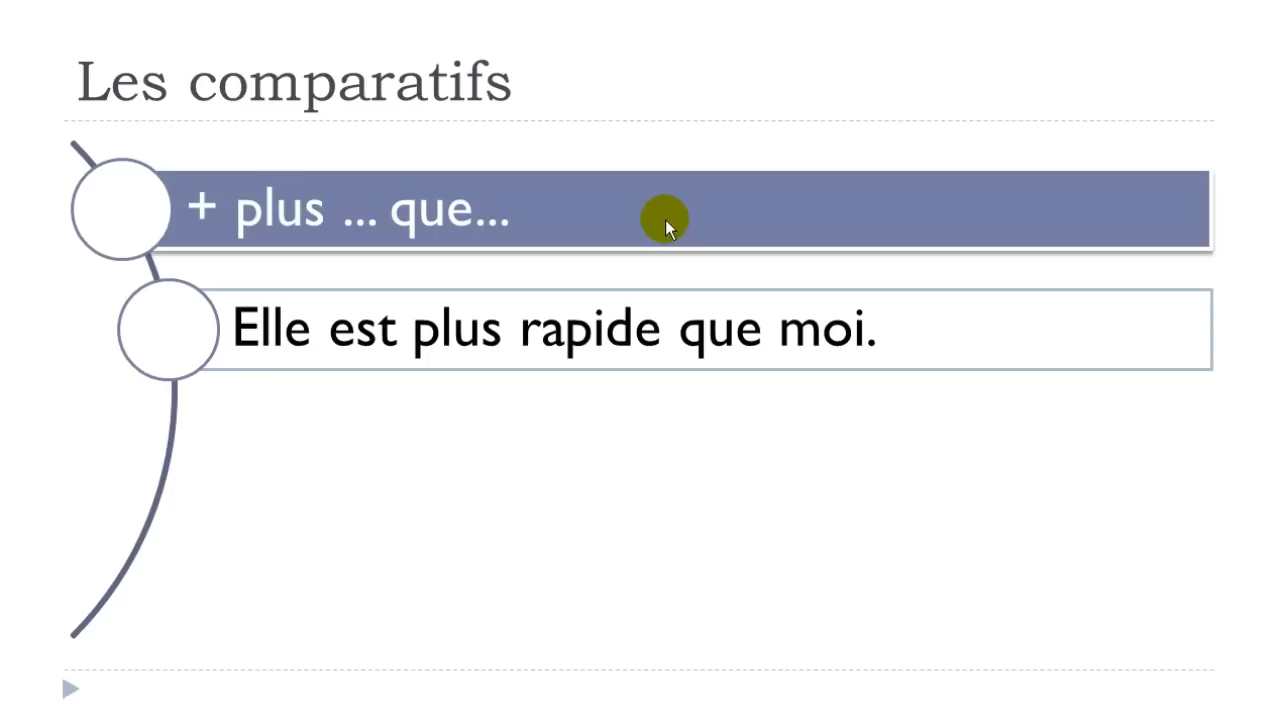 Les comparatifs
+ plus ... que...
Elle est plus rapide que moi.